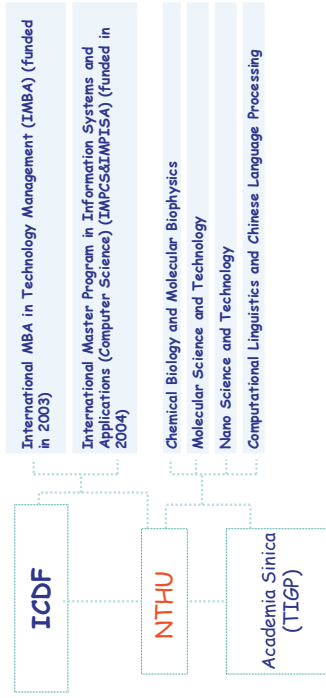 ICDF
NTHU
Academia Sinica
(TIGP)
International MBA in Technology Management (IMBA) (funded
in 2003)
International Master Program in Information Systems and
Applications (Computer Science) (IMPCS&IMPISA) (funded in
2004)
Chemical Biology and Molecular Biophysics
Molecular Science and Technology
Nano Science and Technology
Computational Linguistics and Chinese Language Processing